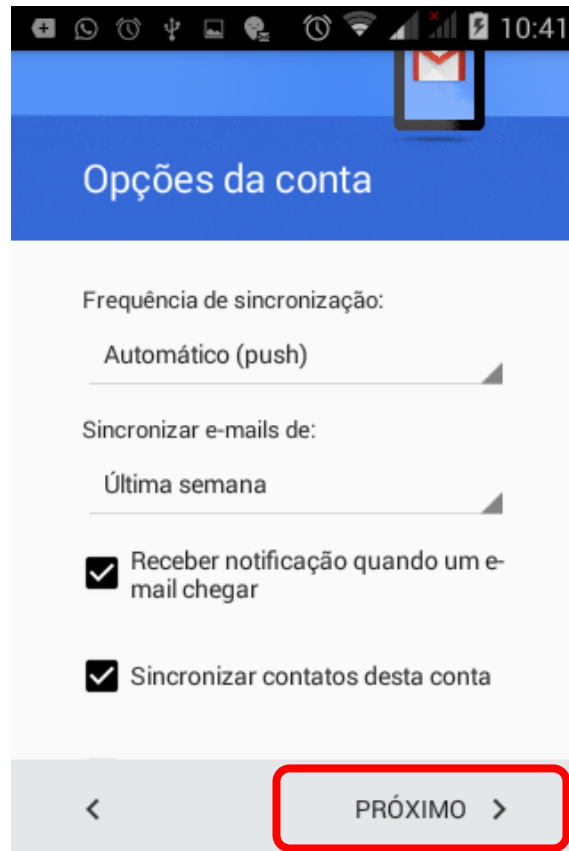 10:41
Opções da conta
Frequência de sincronização:
Automático (push)
Sincronizar e-mails de:
Última semana
Receber notificação quando um e-
mail chegar
Sincronizar contatos desta conta
PRÓXIMO